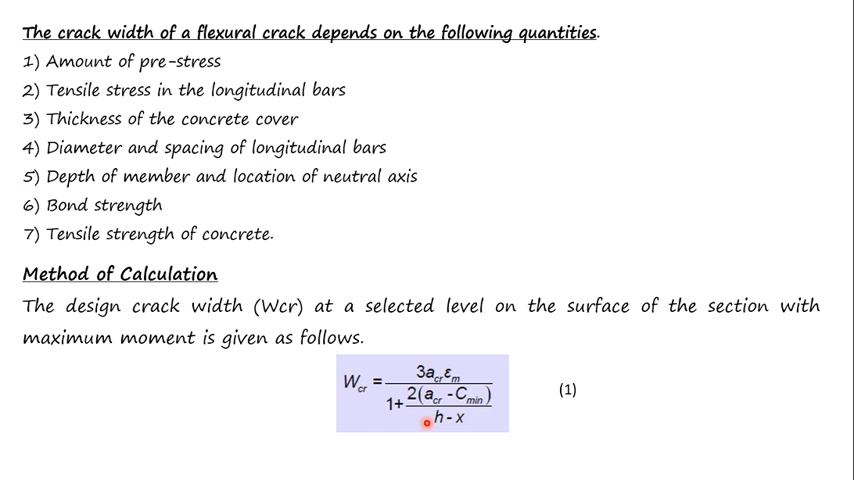 The crack width of a flexural crack depends on the following quantities.
1) Amount of pre-stress
2) Tensile stress in the longitudinal bars
3) Thickness of the concrete cover
4) Diameter and spacing of longitudinal bars
5) Depth of member and location of neutral axis
6) Bond strength
7) Tensile strength of concrete.
Method of Calculation
The design crack width (Wcr) at a selected level on the surface of the section with
maximum moment is given as follows.
W_cr = 3a_cr ε_m / (1 + 2(a_cr - C_min) / (h - x)) (1)